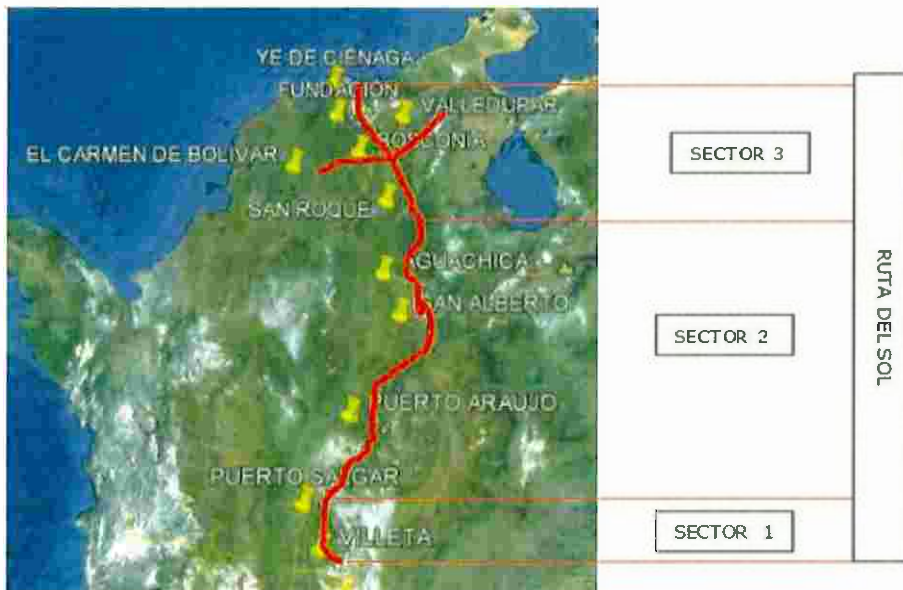 YE DE CIÉNAGA
FUNDACIÓN
VALLEDUPAR
BOSCONIA
EL CARMEN DE BOLIVAR
SAN ROQUE
AGUACHICA
SAN ALBERTO
PUERTO ARAUJO
PUERTO SALGAR
VILLETA
SECTOR 3
SECTOR 2
SECTOR 1
RUTA DEL SOL